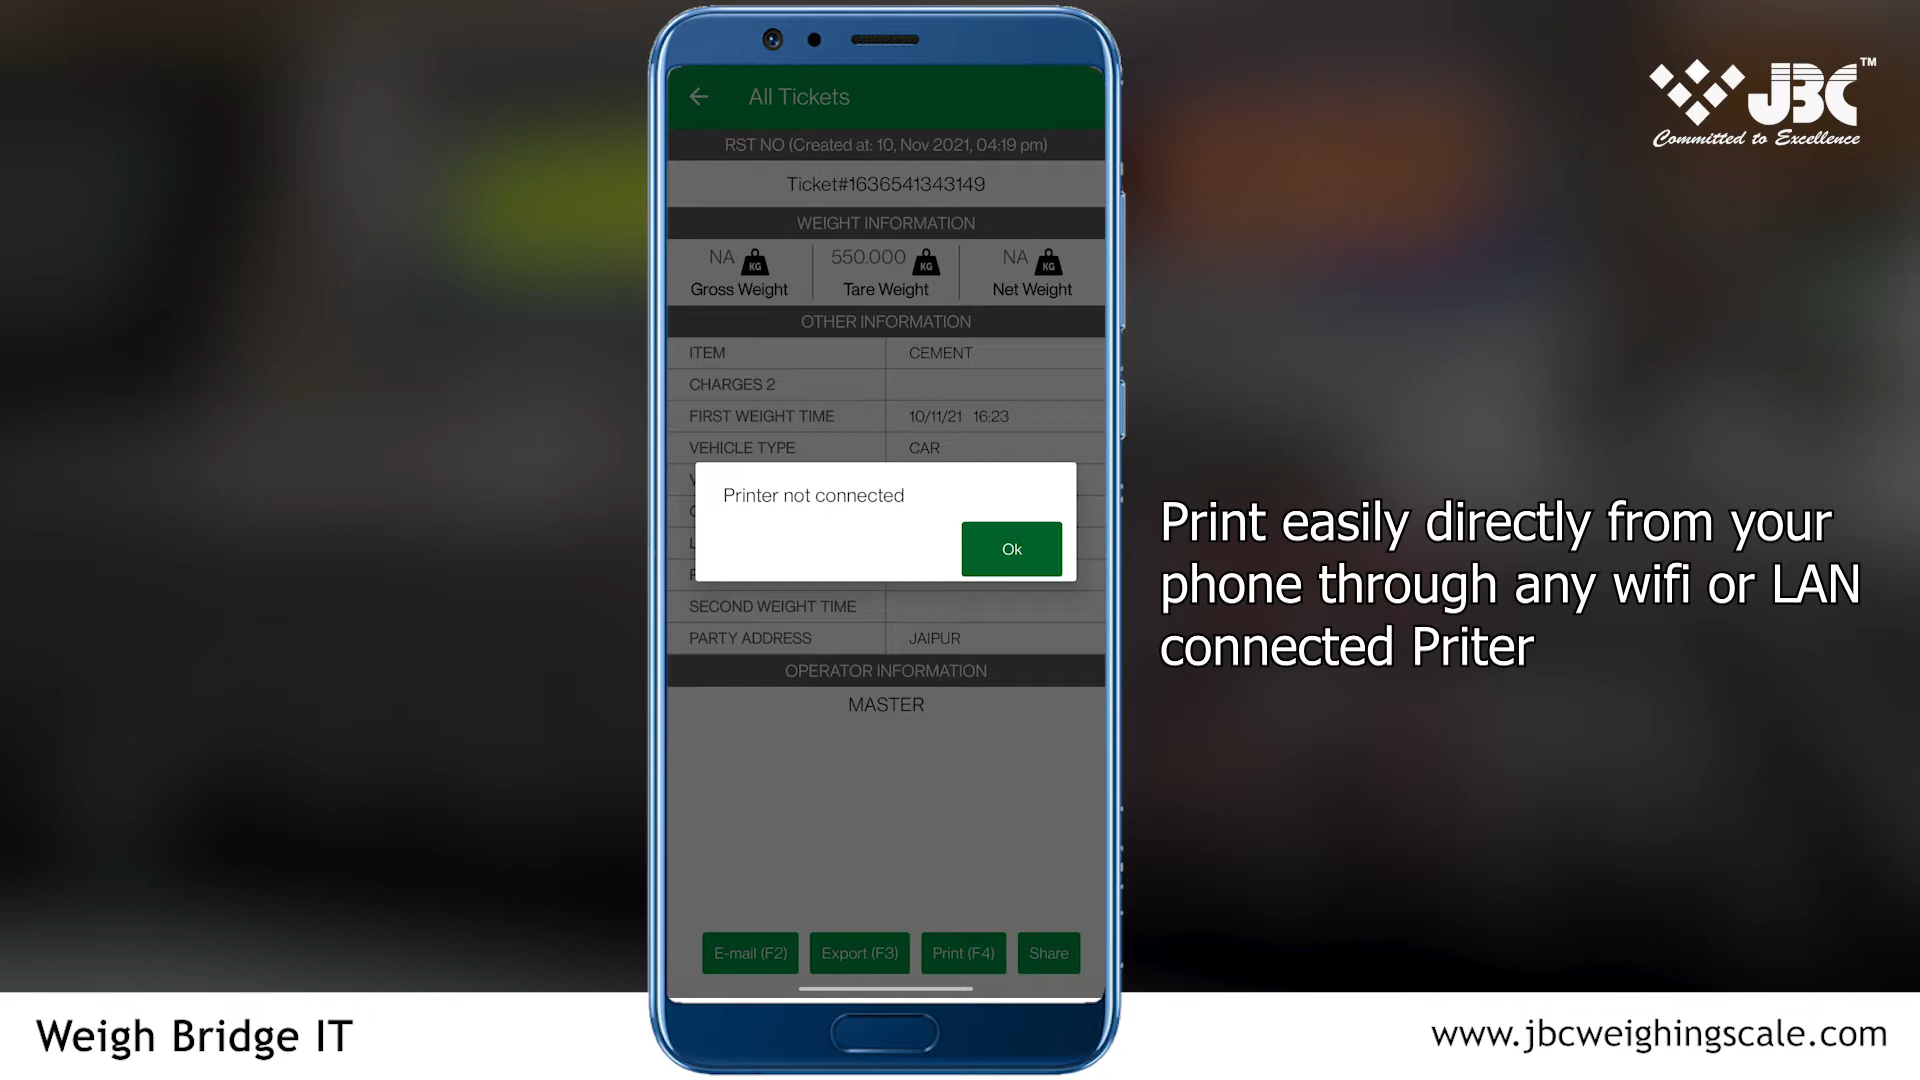 JBC™
Committed to Excellence
All Tickets
RST NO (Created at: 10, Nov 2021, 04:19 pm)
Ticket#1636541343149
WEIGHT INFORMATION
NA KG 550.000 KG NA KG
Gross Weight Tare Weight Net Weight
OTHER INFORMATION
ITEM CEMENT
CHARGES 2
FIRST WEIGHT TIME 10/11/21 16:23
VEHICLE TYPE CAR
Printer not connected
Ok
SECOND WEIGHT TIME
PARTY ADDRESS JAIPUR
OPERATOR INFORMATION
MASTER
E-mail (F2) Export (F3) Print (F4) Share
Print easily directly from your
phone through any wifi or LAN
connected Priter
Weigh Bridge IT
www.jbcweighingscale.com